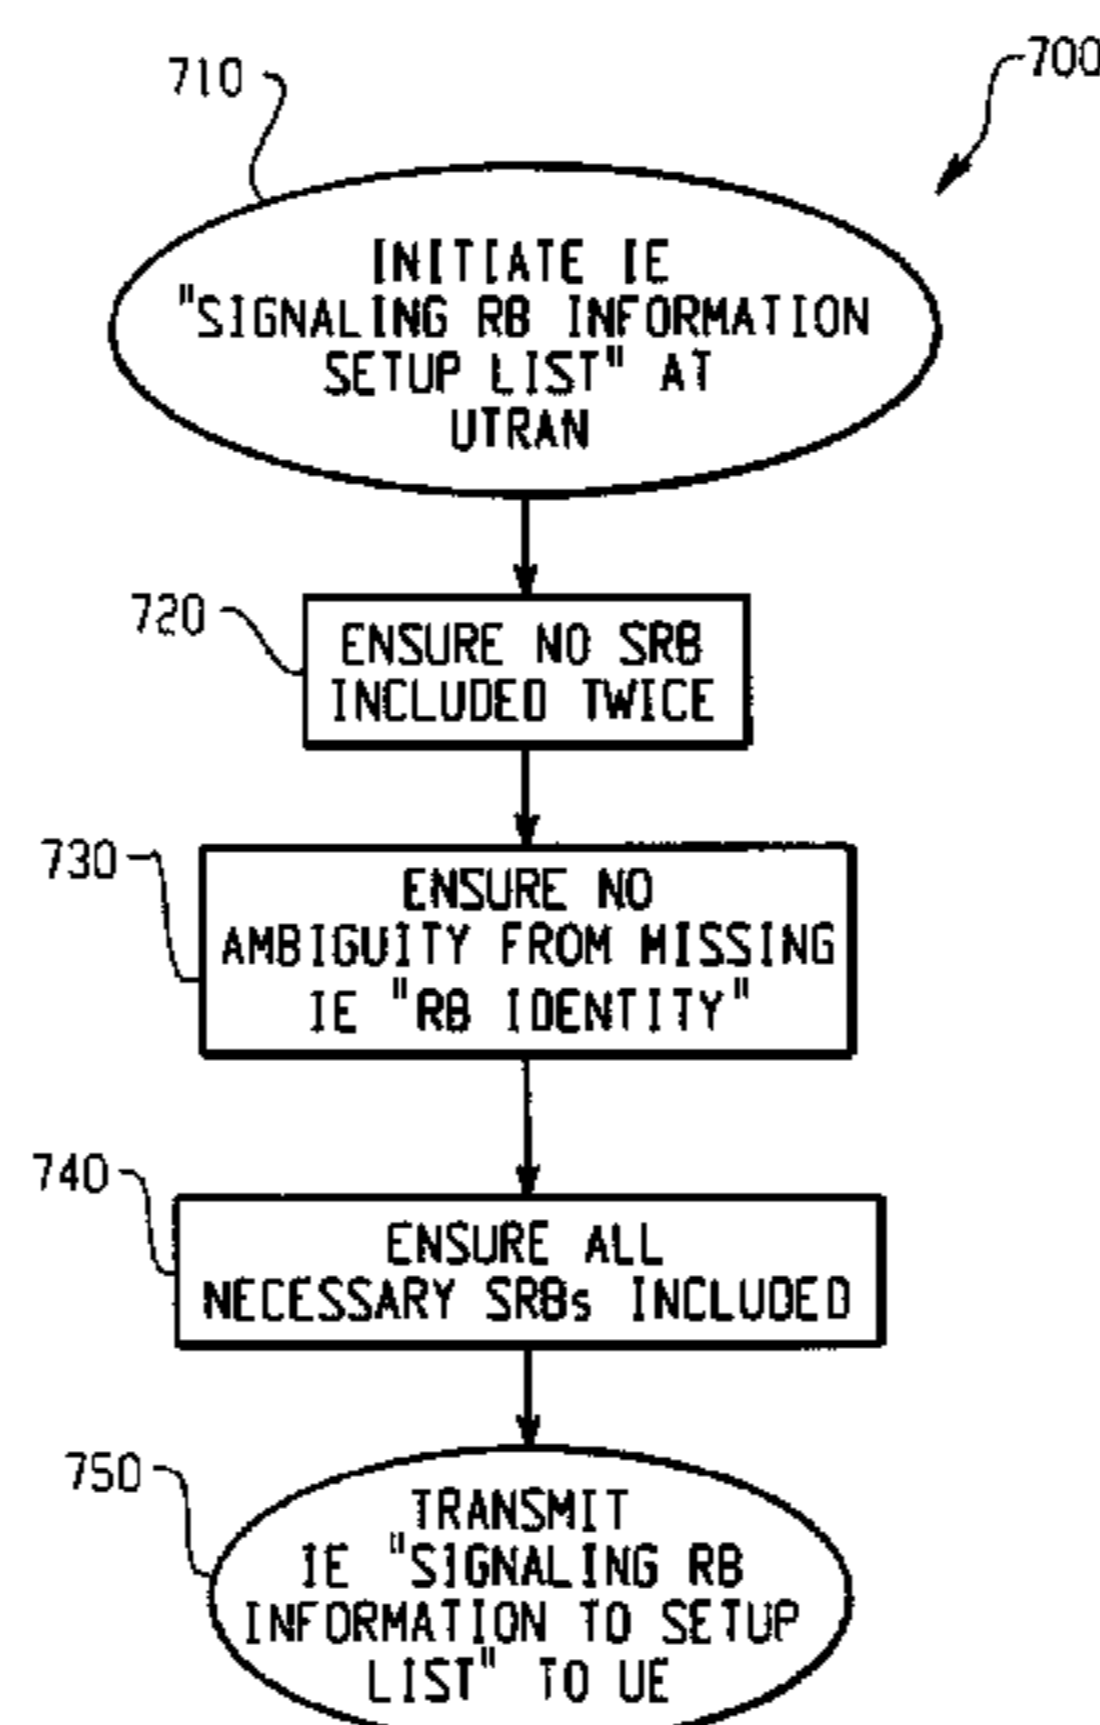 700
710
INITIATE IE
"SIGNALING RB INFORMATION
SETUP LIST" AT
UTRAN
720
ENSURE NO SRB
INCLUDED TWICE
730
ENSURE NO
AMBIGUITY FROM MISSING
IE "RB IDENTITY"
740
ENSURE ALL
NECESSARY SRBs INCLUDED
750
TRANSMIT
IE "SIGNALING RB
INFORMATION TO SETUP
LIST" TO UE